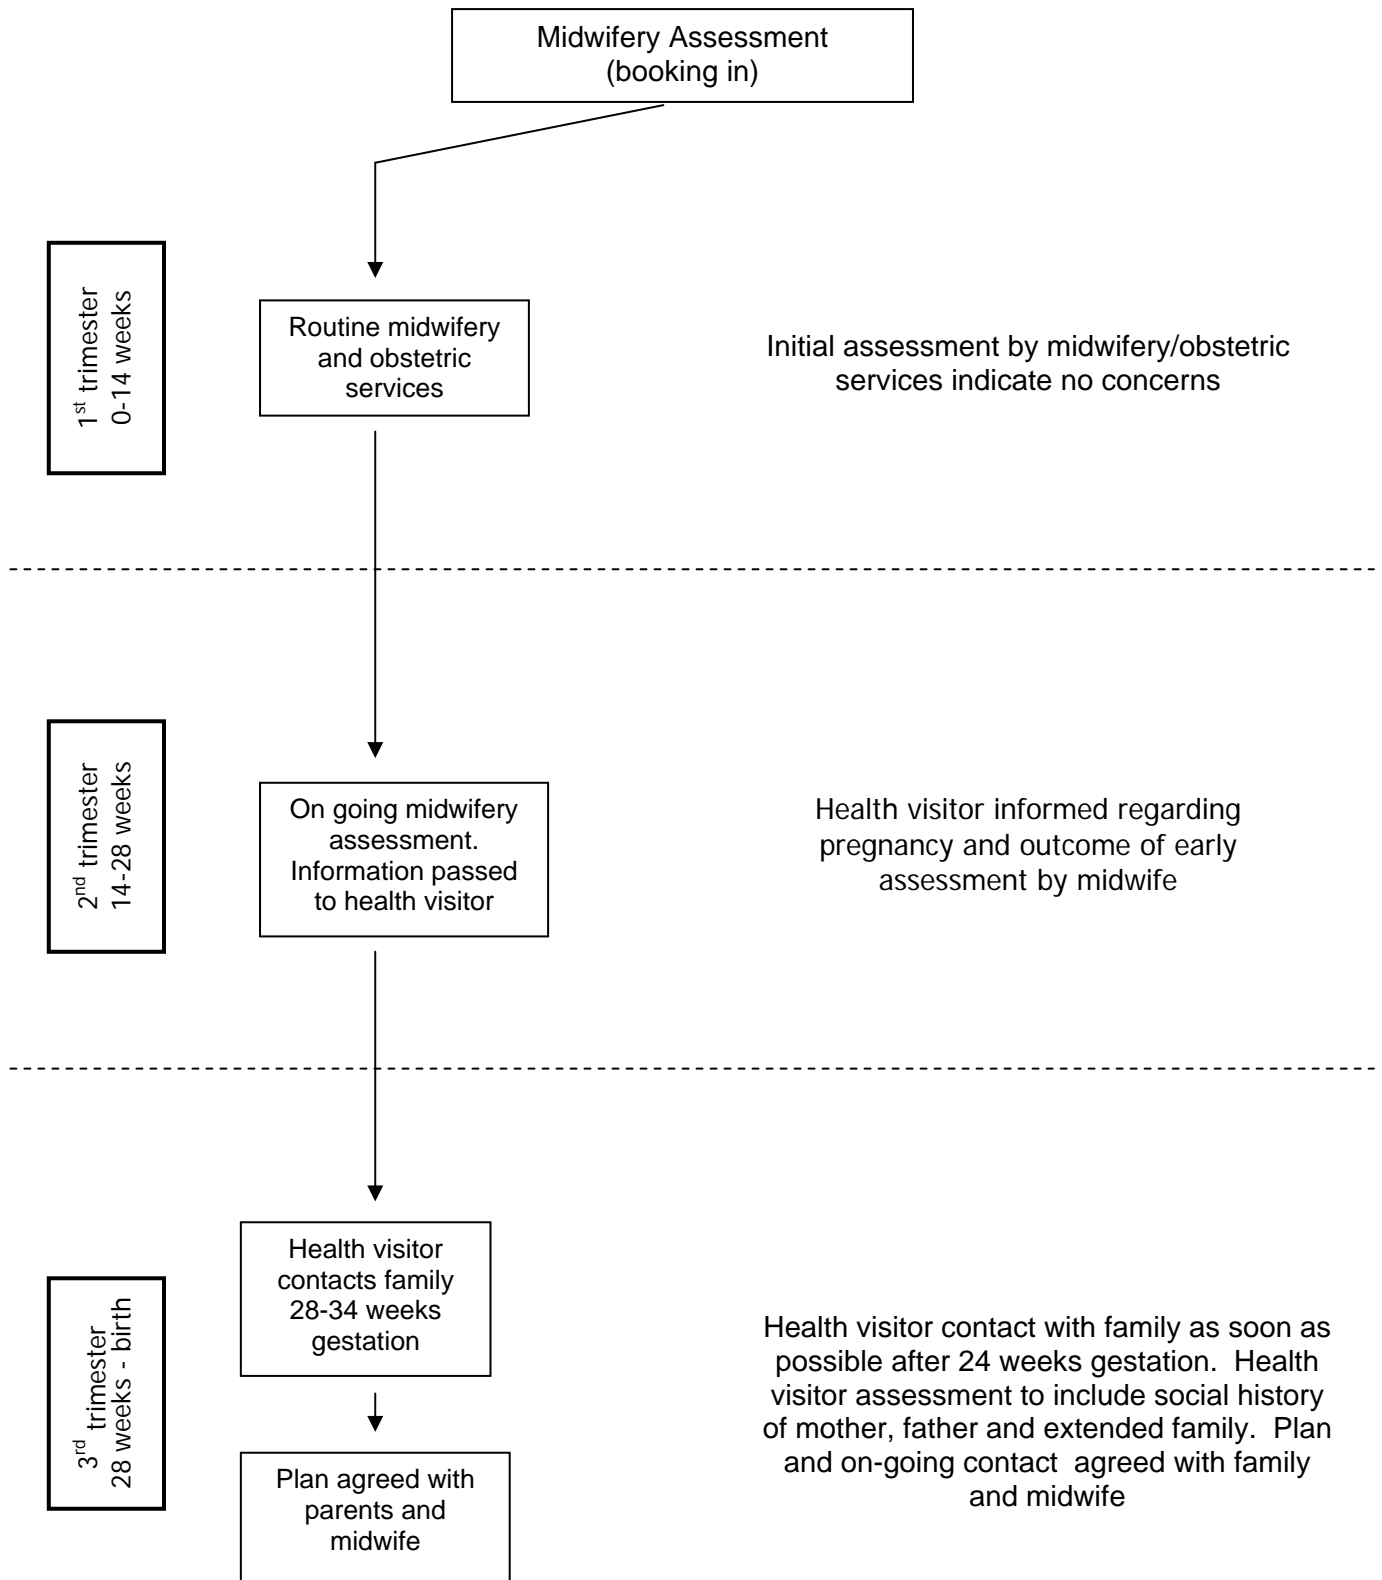 Midwifery Assessment
(booking in)
1st trimester
0-14 weeks
Routine midwifery
and obstetric
services
Initial assessment by midwifery/obstetric
services indicate no concerns
2nd trimester
14-28 weeks
On going midwifery
assessment.
Information passed
to health visitor
Health visitor informed regarding
pregnancy and outcome of early
assessment by midwife
3rd trimester
28 weeks - birth
Health visitor
contacts family
28-34 weeks
gestation
Plan agreed with
parents and
midwife
Health visitor contact with family as soon as
possible after 24 weeks gestation.  Health
visitor assessment to include social history
of mother, father and extended family.  Plan
and on-going contact  agreed with family
and midwife